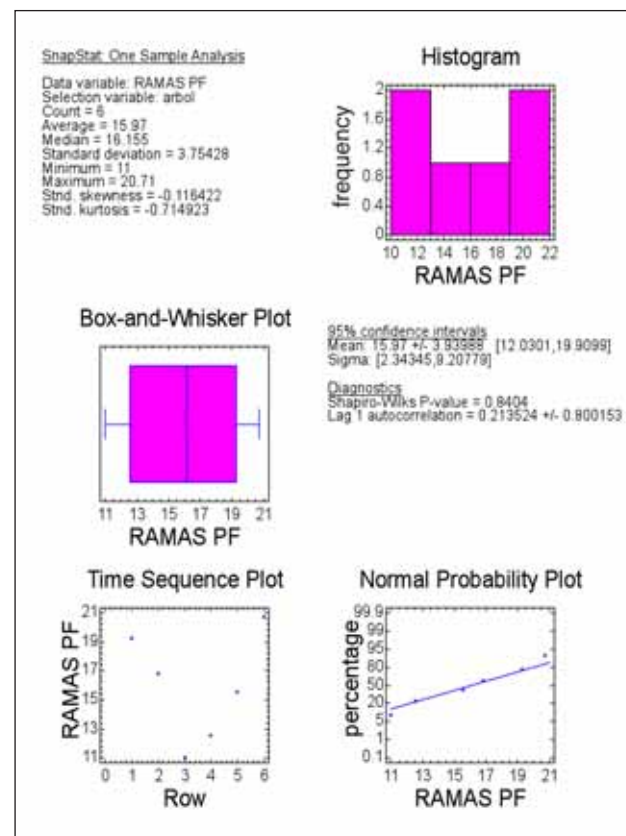 SnapStat: One Sample Analysis
Data variable: RAMAS PF
Selection variable: arbol
Count = 6
Average = 15.97
Median = 16.155
Standard deviation = 3.75428
Minimum = 11
Maximum = 20.71
Stnd. skewness = -0.116422
Stnd. kurtosis = -0.714923
Histogram
frequency
2
1.6
1.2
0.8
0.4
0
10 12 14 16 18 20 22
RAMAS PF
Box-and-Whisker Plot
11 13 15 17 19 21
RAMAS PF
95% confidence intervals
Mean: 15.97 +/- 3.93988 [12.0301,19.9099]
Sigma: [2.34345,9.20779]
Diagnostics
Shapiro-Wilks P-value = 0.8404
Lag 1 autocorrelation = 0.213524 +/- 0.800153
Time Sequence Plot
RAMAS PF
21
19
17
15
13
11
0 1 2 3 4 5 6
Row
Normal Probability Plot
percentage
99.9
99
95
80
50
20
5
1
0.1
11 13 15 17 19 21
RAMAS PF